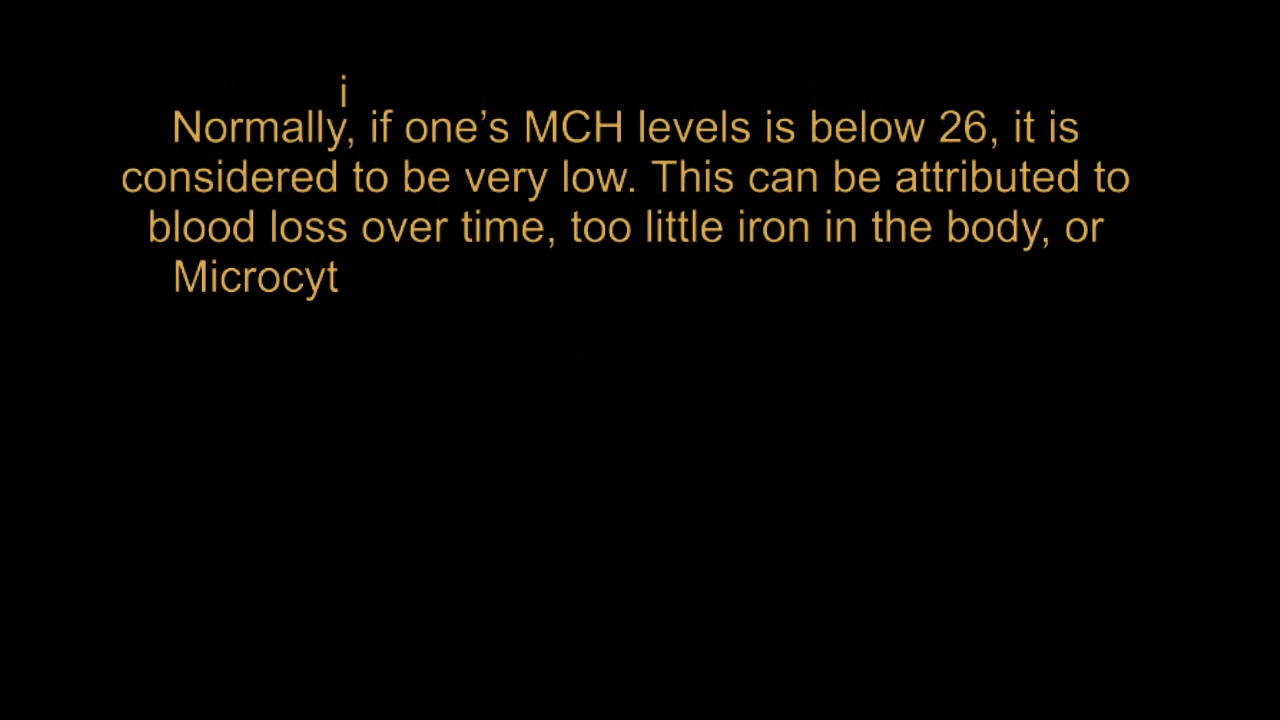 i
Normally, if one’s MCH levels is below 26, it is
considered to be very low. This can be attributed to
blood loss over time, too little iron in the body, or
Microcyt